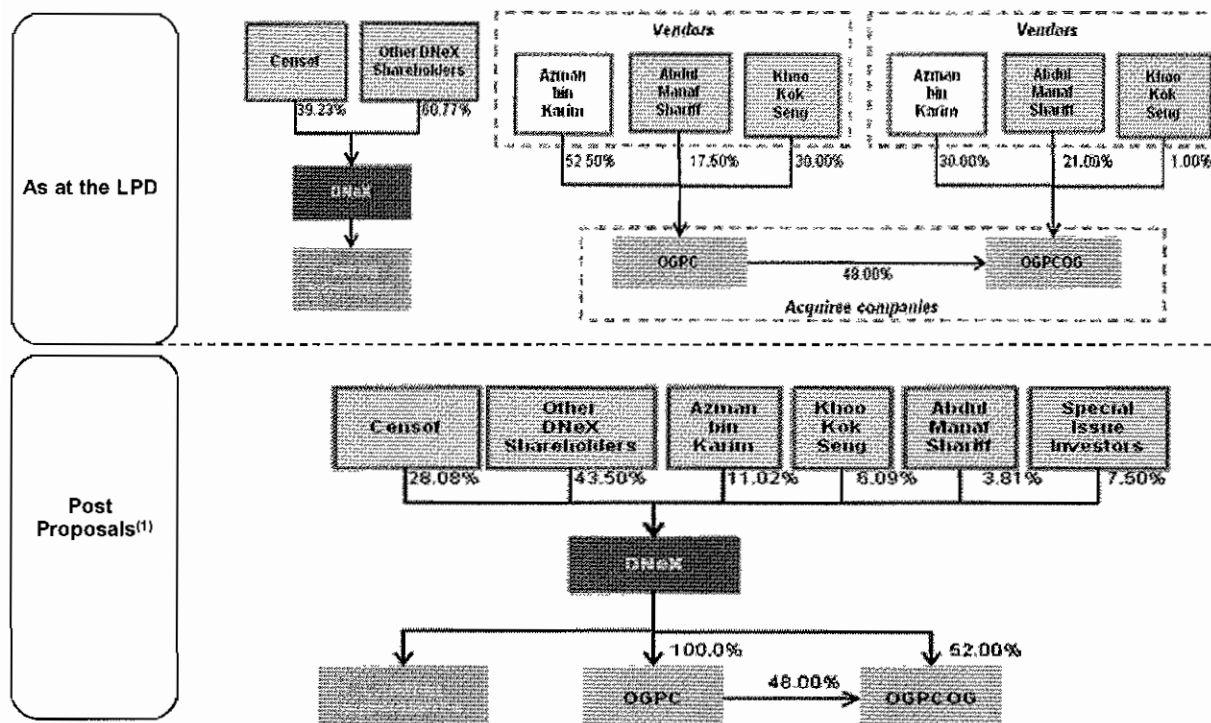 As at the LPD
Censof
Other DNeX
Shareholders
39.23%
60.77%
DNeX
Vendors
Azman
bin
Karim
Abdul
Manaf
Shariff
Khoo
Kok
Seng
52.50%
17.50%
30.00%
Vendors
Azman
bin
Karim
Abdul
Manaf
Shariff
Khoo
Kok
Seng
30.00%
21.00%
1.00%
OGPC
48.00%
OGPCOG
Acquiree companies
Post
Proposals(1)
Censof
Other
DNeX
Shareholders
Azman
bin
Karim
Khoo
Kok
Seng
Abdul
Manaf
Shariff
Special
Issue
Investors
28.08%
43.50%
11.02%
6.09%
3.81%
7.50%
DNeX
100.0%
52.00%
OGPC
48.00%
OGPCOG